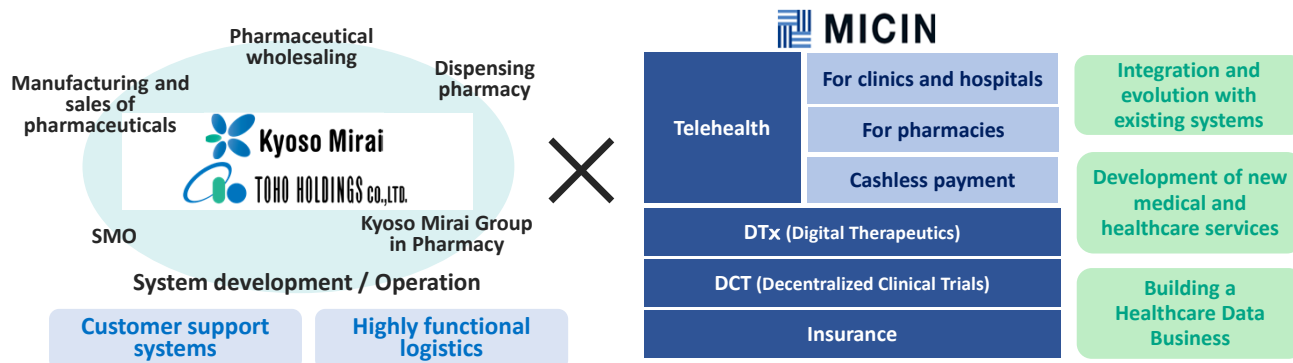 Pharmaceutical
wholesaling
Dispensing
pharmacy
Manufacturing and
sales of
pharmaceuticals
Kyoso Mirai
TOHO HOLDINGS CO.,LTD.
SMO
Kyoso Mirai Group
in Pharmacy
System development / Operation
Customer support
systems
Highly functional
logistics
MICIN
Telehealth
For clinics and hospitals
For pharmacies
Cashless payment
DTx (Digital Therapeutics)
DCT (Decentralized Clinical Trials)
Insurance
Integration and
evolution with
existing systems
Development of new
medical and
healthcare services
Building a
Healthcare Data
Business